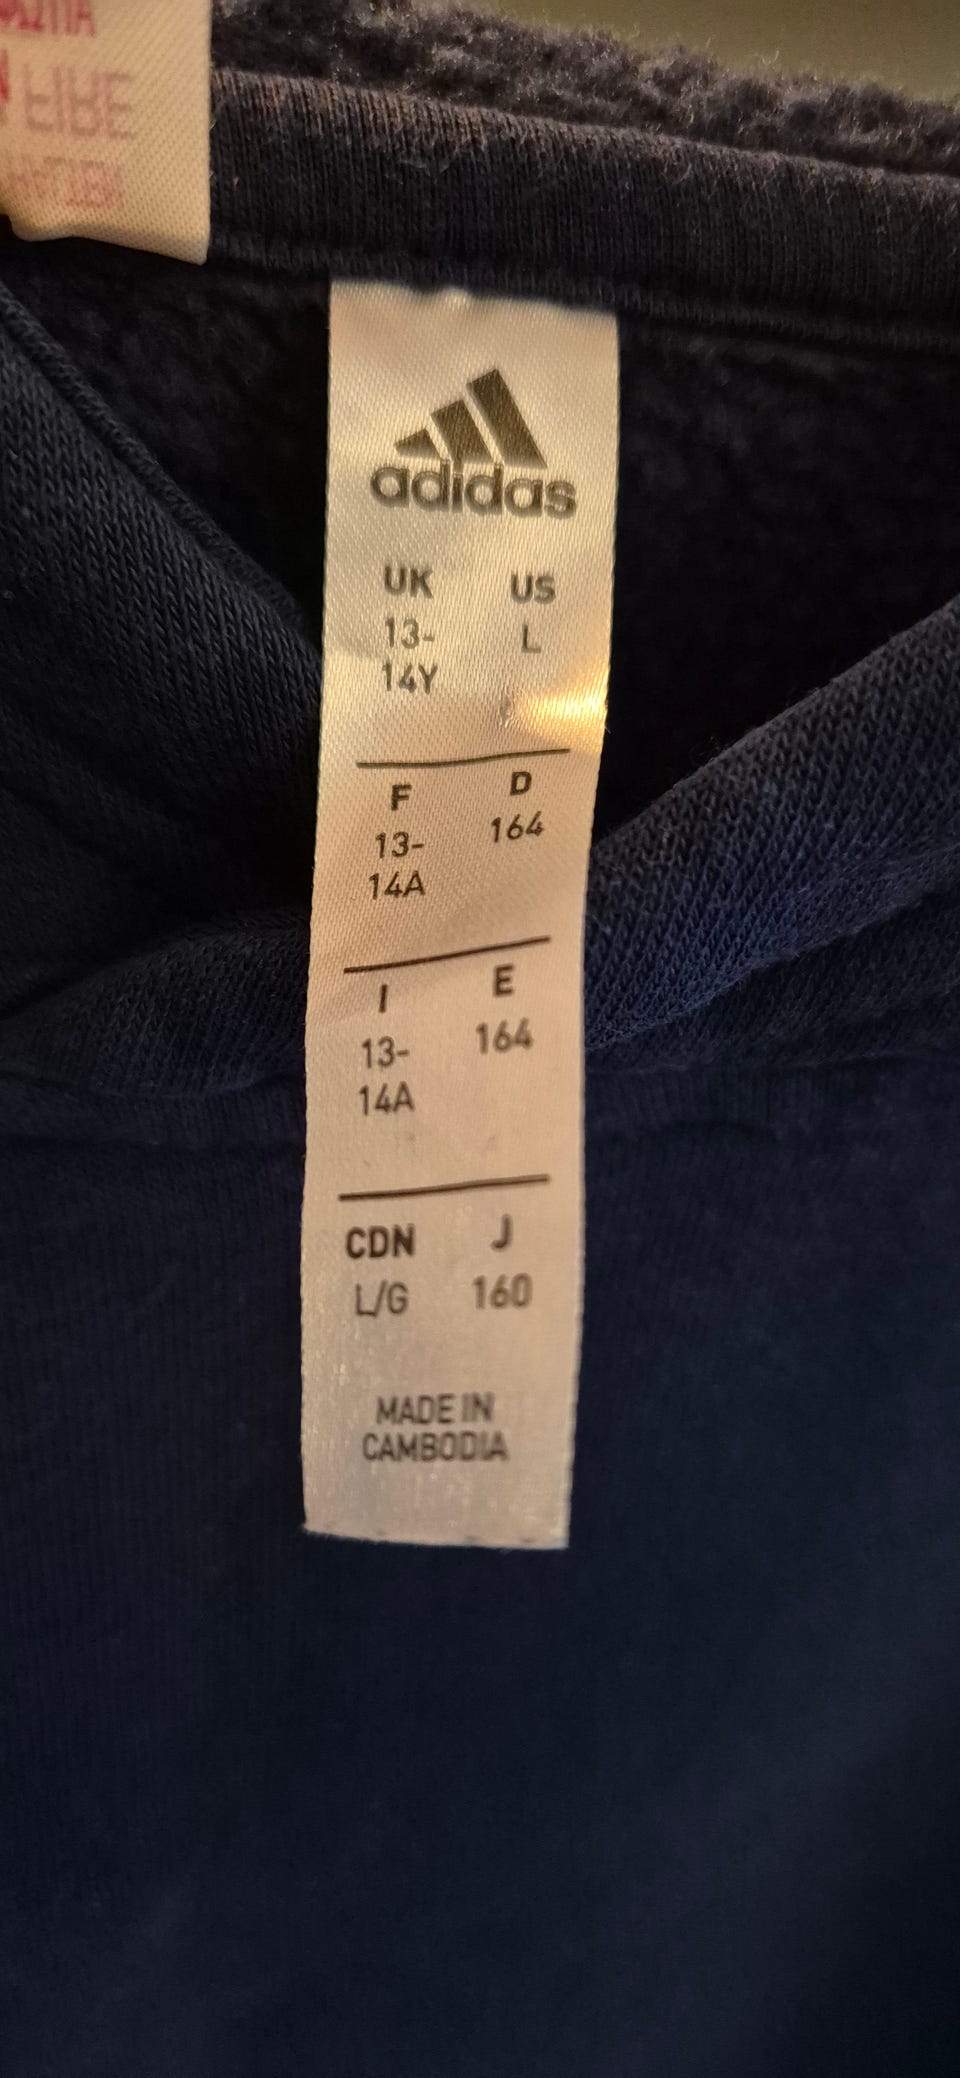 adidas
UK US
13- L
14Y
F D
13- 164
14A
I E
13- 164
14A
CDN J
L/G 160
MADE IN
CAMBODIA